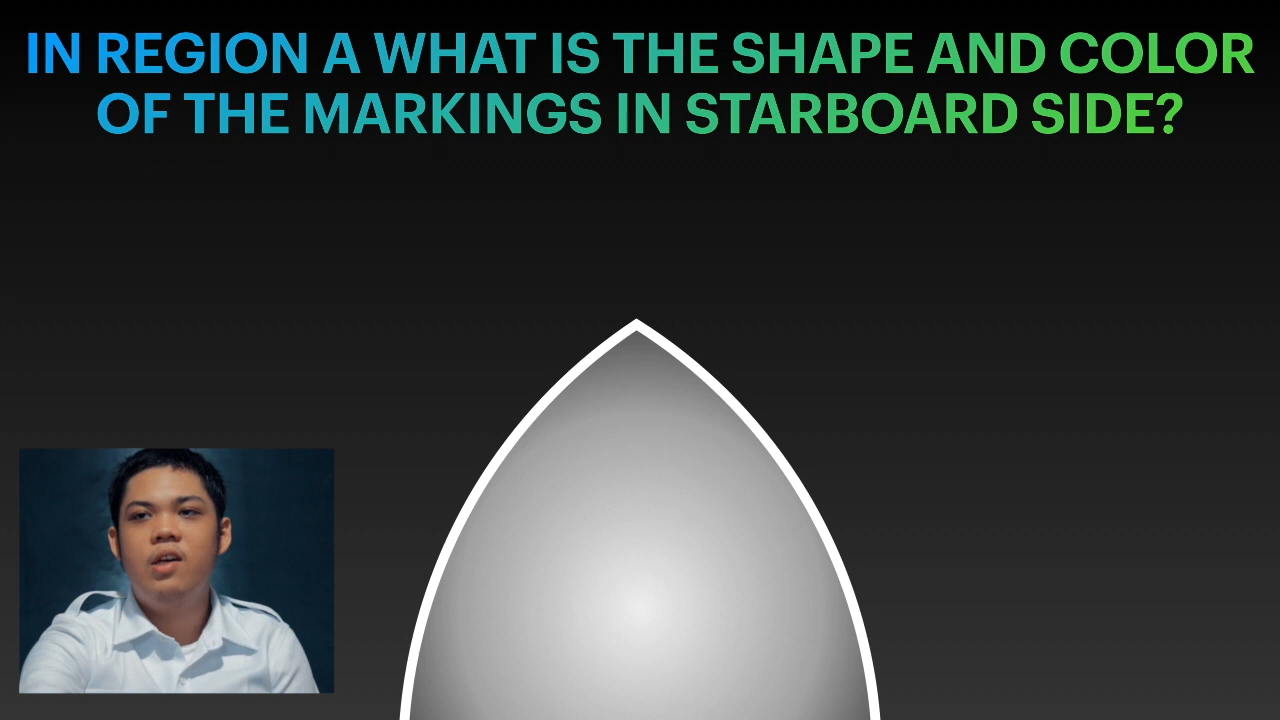 IN REGION A WHAT IS THE SHAPE AND COLOR
OF THE MARKINGS IN STARBOARD SIDE?